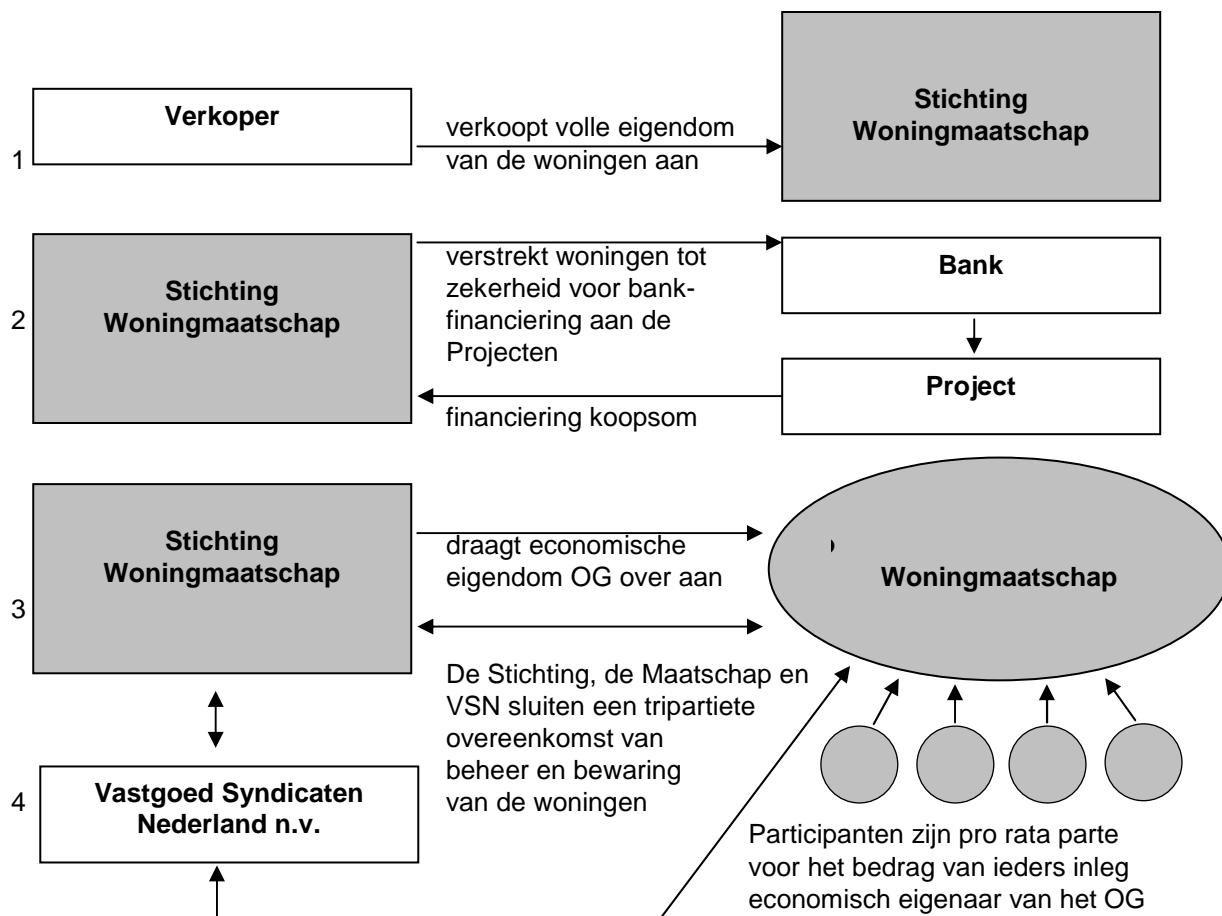 1
Verkoper
verkoopt volle eigendom
van de woningen aan
Stichting
Woningmaatschap
2
Stichting
Woningmaatschap
verstrekt woningen tot
zekerheid voor bank-
financiering aan de
Projecten
financiering koopsom
Bank
Project
3
Stichting
Woningmaatschap
draagt economische
eigendom OG over aan
Woningmaatschap
De Stichting, de Maatschap en
VSN sluiten een tripartiete
overeenkomst van
beheer en bewaring
van de woningen
4
Vastgoed Syndicaten
Nederland n.v.
Participanten zijn pro rata parte
voor het bedrag van ieders inleg
economisch eigenaar van het OG